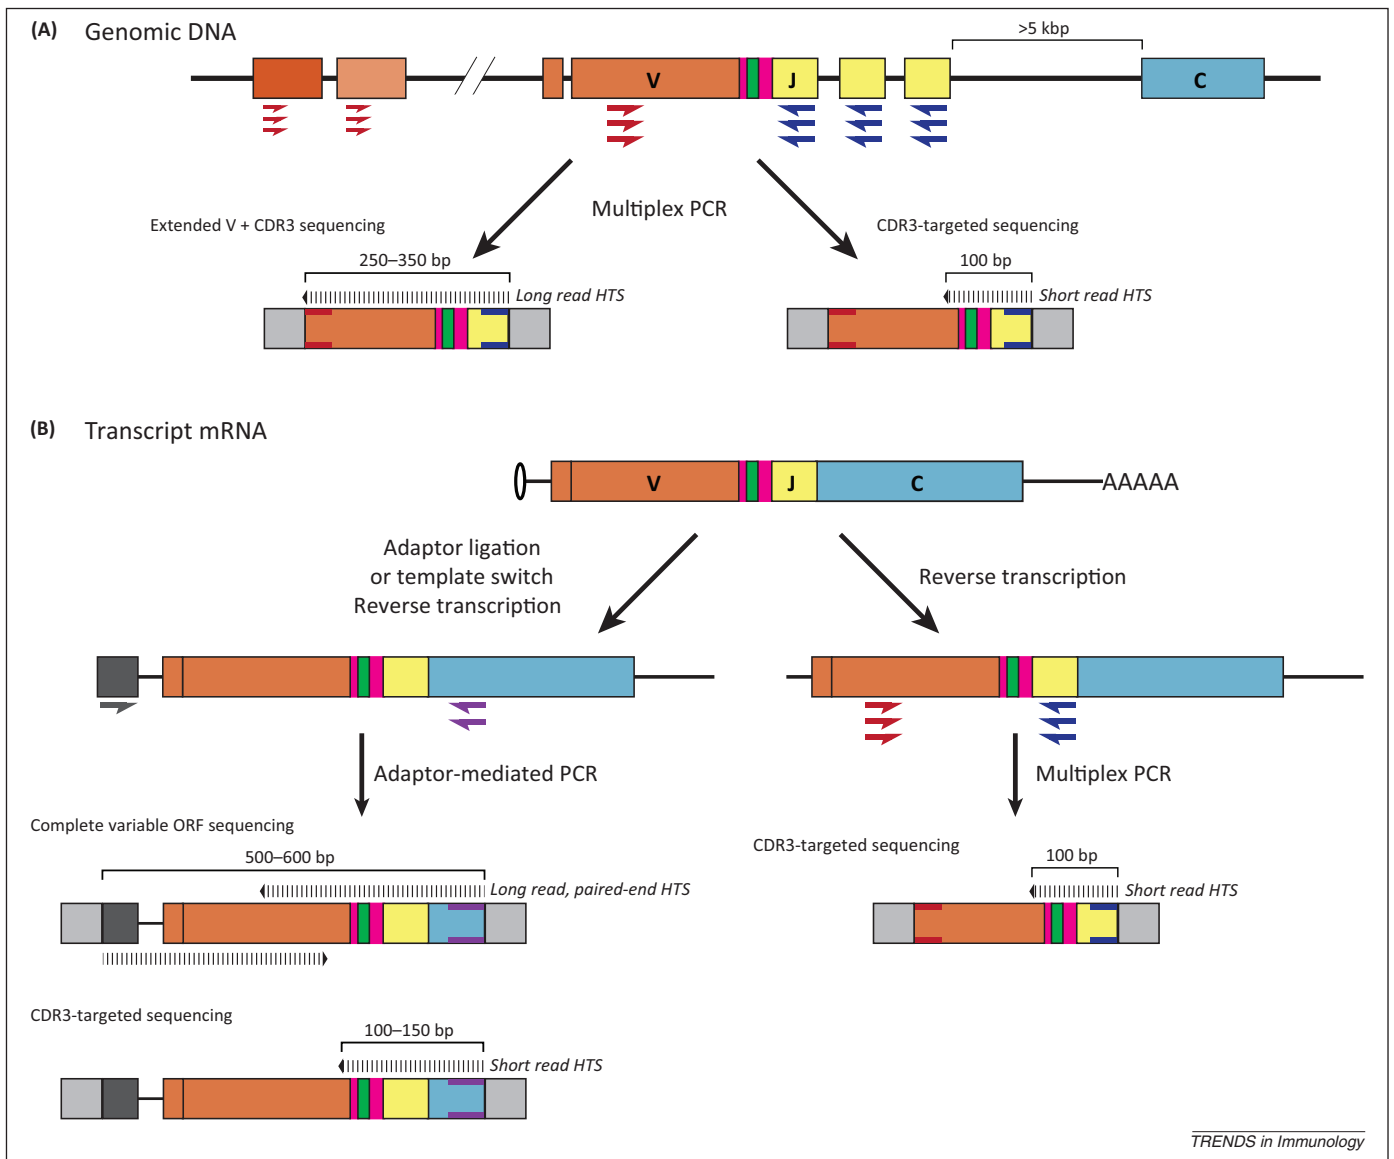 (A) Genomic DNA
>5 kbp
V J C
Multiplex PCR
Extended V + CDR3 sequencing
CDR3-targeted sequencing
250–350 bp
100 bp
Long read HTS
Short read HTS
(B) Transcript mRNA
V J C AAAAA
Adaptor ligation
or template switch
Reverse transcription
Reverse transcription
Adaptor-mediated PCR
Multiplex PCR
Complete variable ORF sequencing
CDR3-targeted sequencing
500–600 bp
100 bp
Long read, paired-end HTS
Short read HTS
CDR3-targeted sequencing
100–150 bp
Short read HTS
TRENDS in Immunology